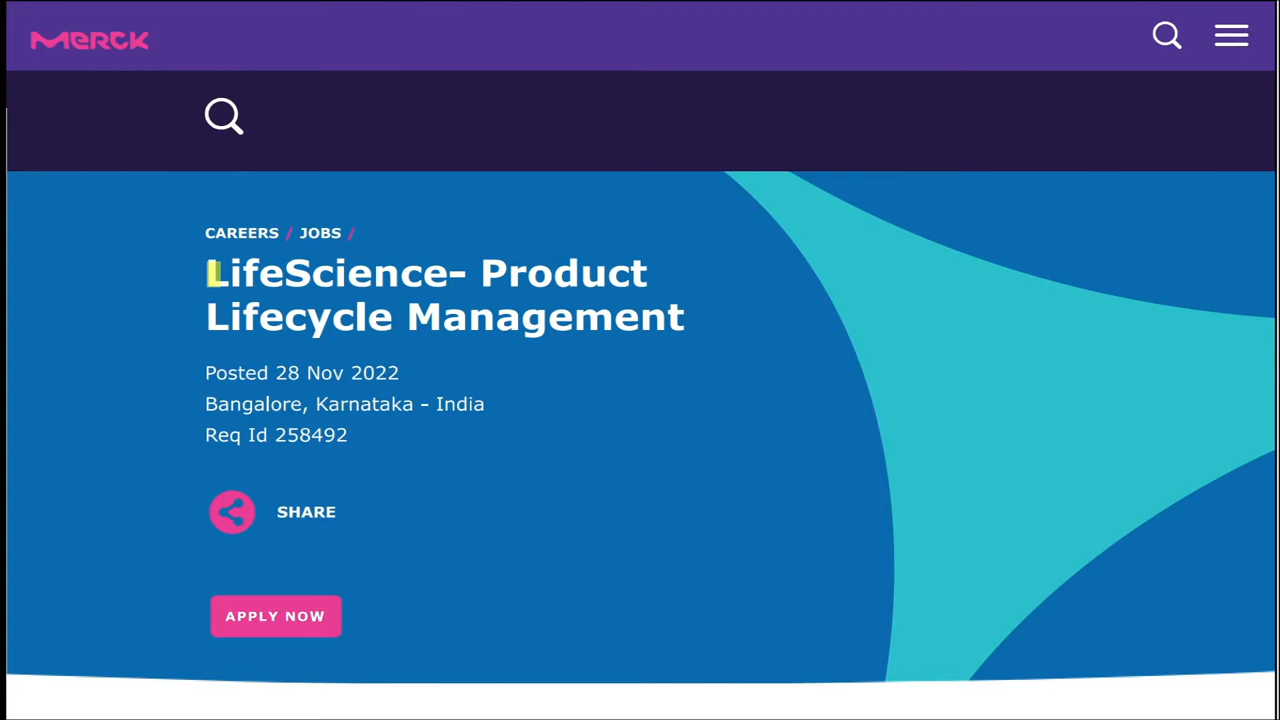 MERCK
CAREERS / JOBS /
LifeScience- Product
Lifecycle Management
Posted 28 Nov 2022
Bangalore, Karnataka - India
Req Id 258492
SHARE
APPLY NOW